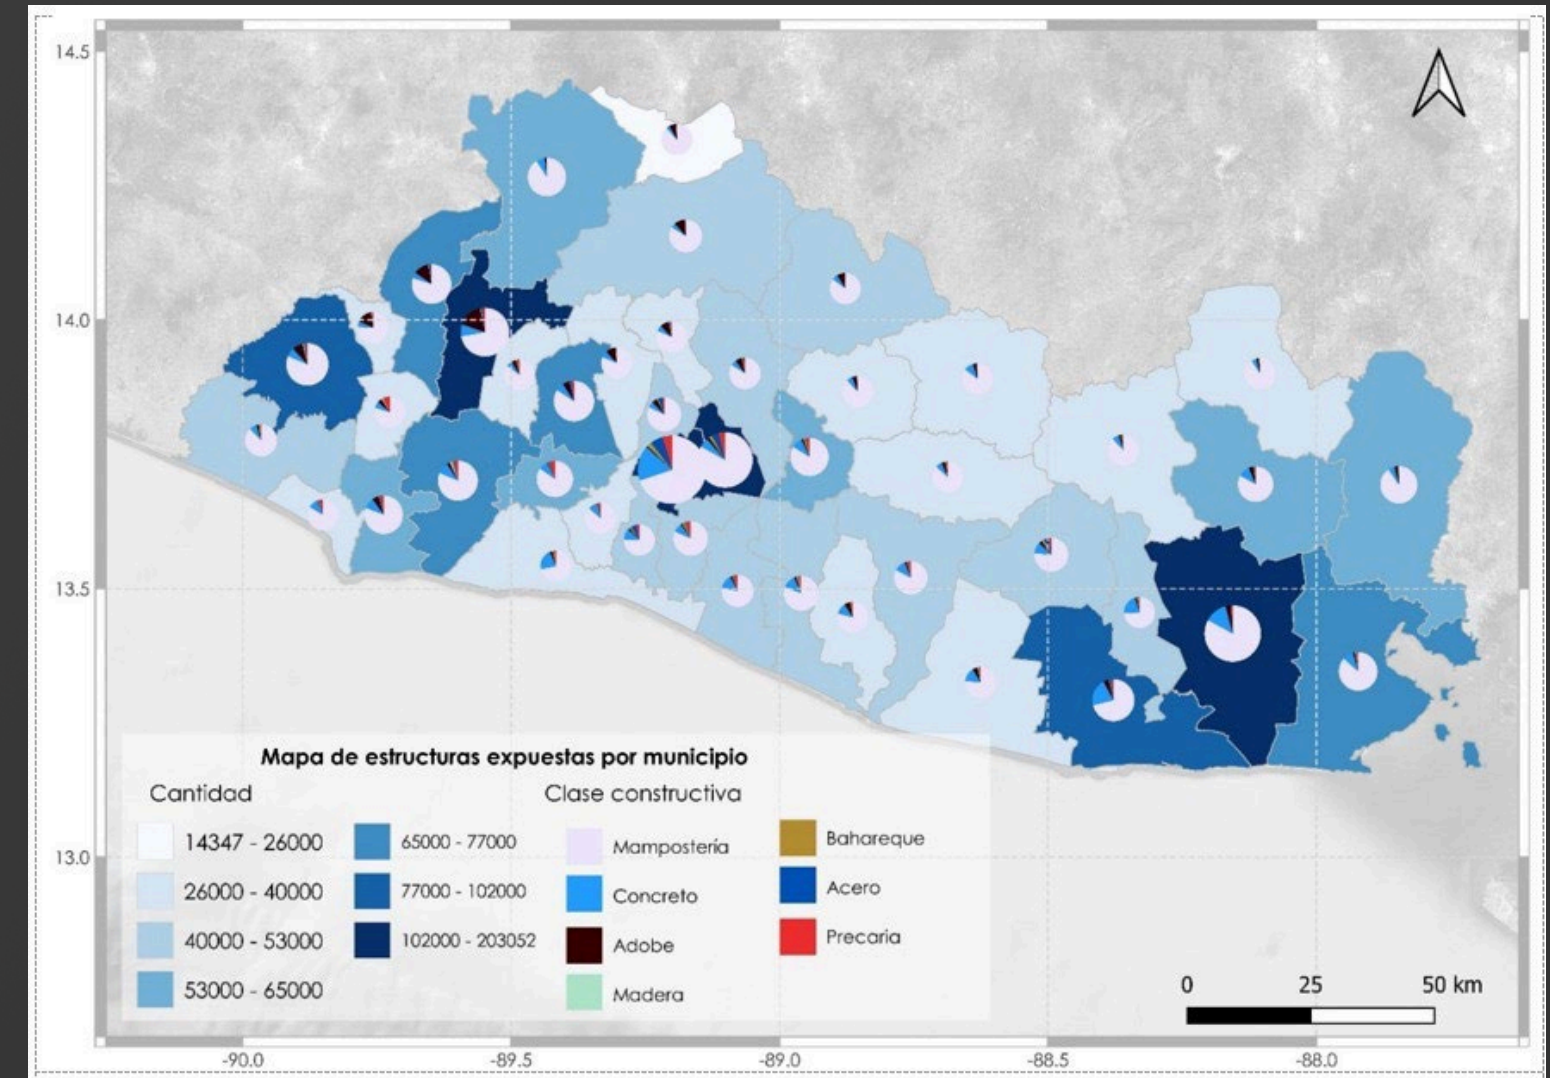 14.5
14.0
13.5
13.0
Mapa de estructuras expuestas por municipio
Cantidad
14347 - 26000
26000 - 40000
40000 - 53000
53000 - 65000
65000 - 77000
77000 - 102000
102000 - 203052
Clase constructiva
Mampostería
Concreto
Adobe
Madera
Bahareque
Acero
Precaria
0 25 50 km
-90.0 -89.5 -89.0 -88.5 -88.0